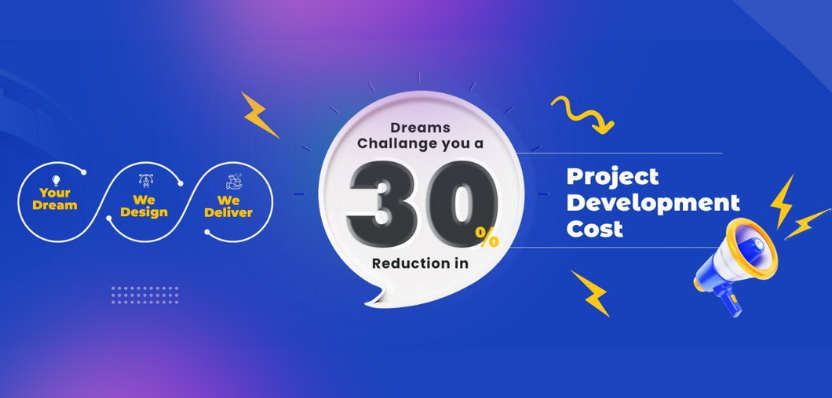 Your
Dream
We
Design
We
Deliver
Dreams
Challange you a
30
%
Reduction in
Project
Development
Cost